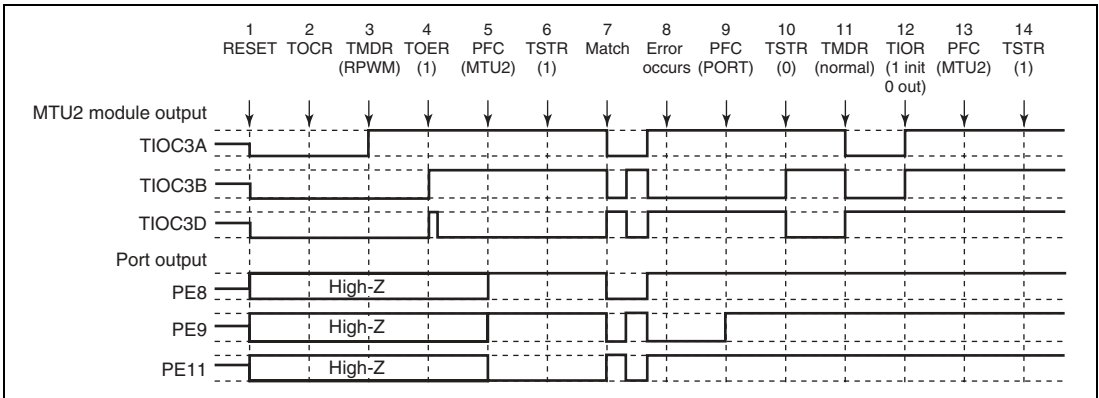 1 2 3 4 5 6 7 8 9 10 11 12 13 14
RESET TOCR TMDR TOER PFC TSTR Match Error PFC TSTR TMDR TIOR PFC TSTR
(RPWM) (1) (MTU2) (1) occurs (PORT) (0) (normal) (1 init (MTU2) (1)
0 out)
MTU2 module output
TIOC3A
TIOC3B
TIOC3D
Port output
PE8 High-Z
PE9 High-Z
PE11 High-Z